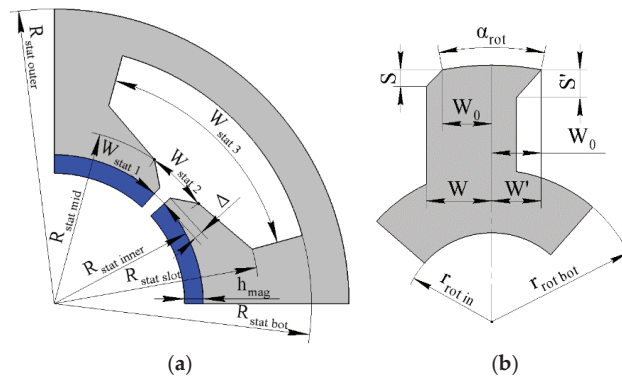 R stat outer
R stat mid
W stat 1
W stat 2
W stat 3
Δ
R stat inner
R stat slot
h mag
R stat bot
(a)
α rot
S
S'
W₀
W₀
W
W'
r rot in
r rot bot
(b)